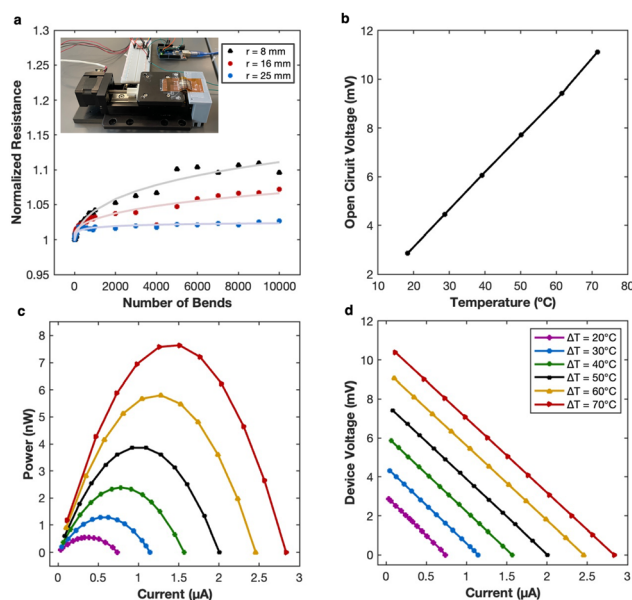 a
1.3
1.25
1.2
1.15
1.1
1.05
1
0.95
Normalized Resistance
0 2000 4000 6000 8000 10000
Number of Bends
r = 8 mm
r = 16 mm
r = 25 mm
b
12
10
8
6
4
2
Open Ciruit Voltage (mV)
10 20 30 40 50 60 70 80
Temperature (ºC)
c
8
7
6
5
4
3
2
1
0
Power (nW)
0 0.5 1 1.5 2 2.5 3
Current (µA)
d
14
12
10
8
6
4
2
0
Device Voltage (mV)
0 0.5 1 1.5 2 2.5 3
Current (µA)
ΔT = 20°C
ΔT = 30°C
ΔT = 40°C
ΔT = 50°C
ΔT = 60°C
ΔT = 70°C